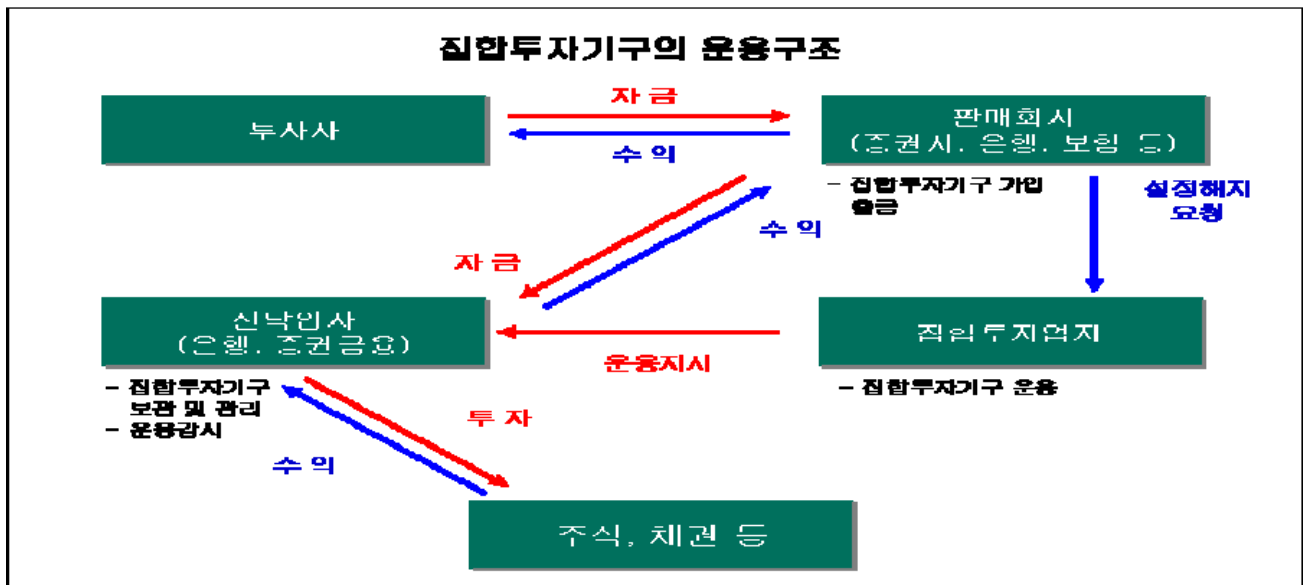 집합투자기구의 운용구조
투자자
자 금
수 익
판매회사
(증권사, 은행, 보험 등)
- 집합투자기구 가입
출금
설정해지
요청
자 금
수 익
신탁업자
(은행, 증권금융)
- 집합투자기구
보관 및 관리
- 운용감시
운용지시
집합투자업자
- 집합투자기구 운용
투 자
수 익
주식, 채권 등